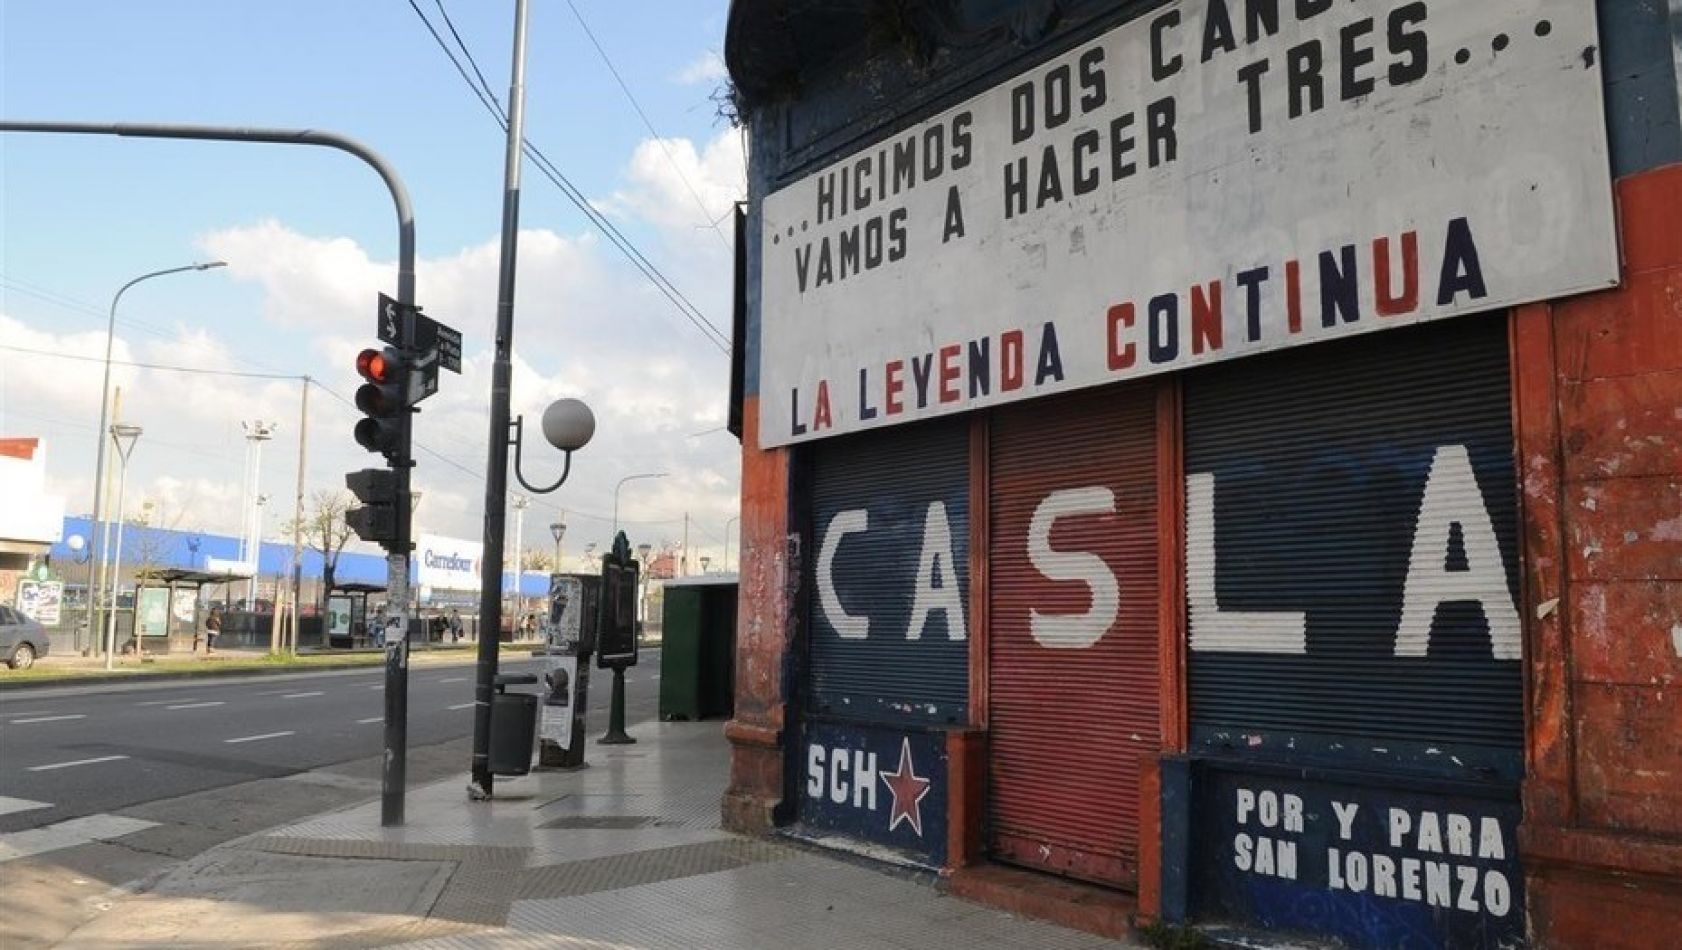 ...HICIMOS DOS
VAMOS A HACER TRES...
LA LEYENDA CONTINUA
CASLA
SCH
POR Y PARA
SAN LORENZO
Carrefour